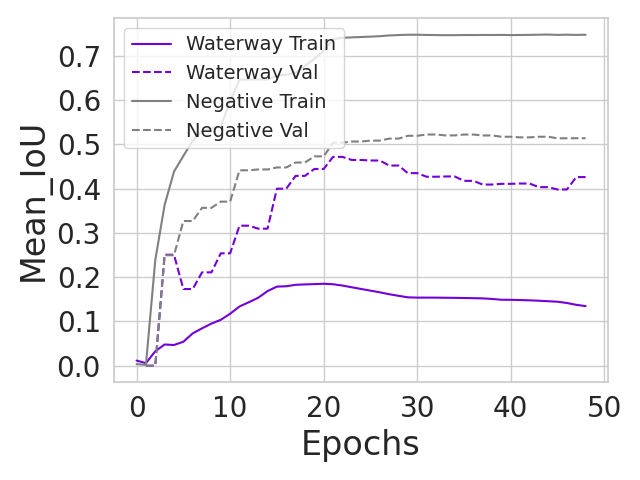 Waterway Train
Waterway Val
Negative Train
Negative Val
Mean_IoU
0.7
0.6
0.5
0.4
0.3
0.2
0.1
0.0
0 10 20 30 40 50
Epochs